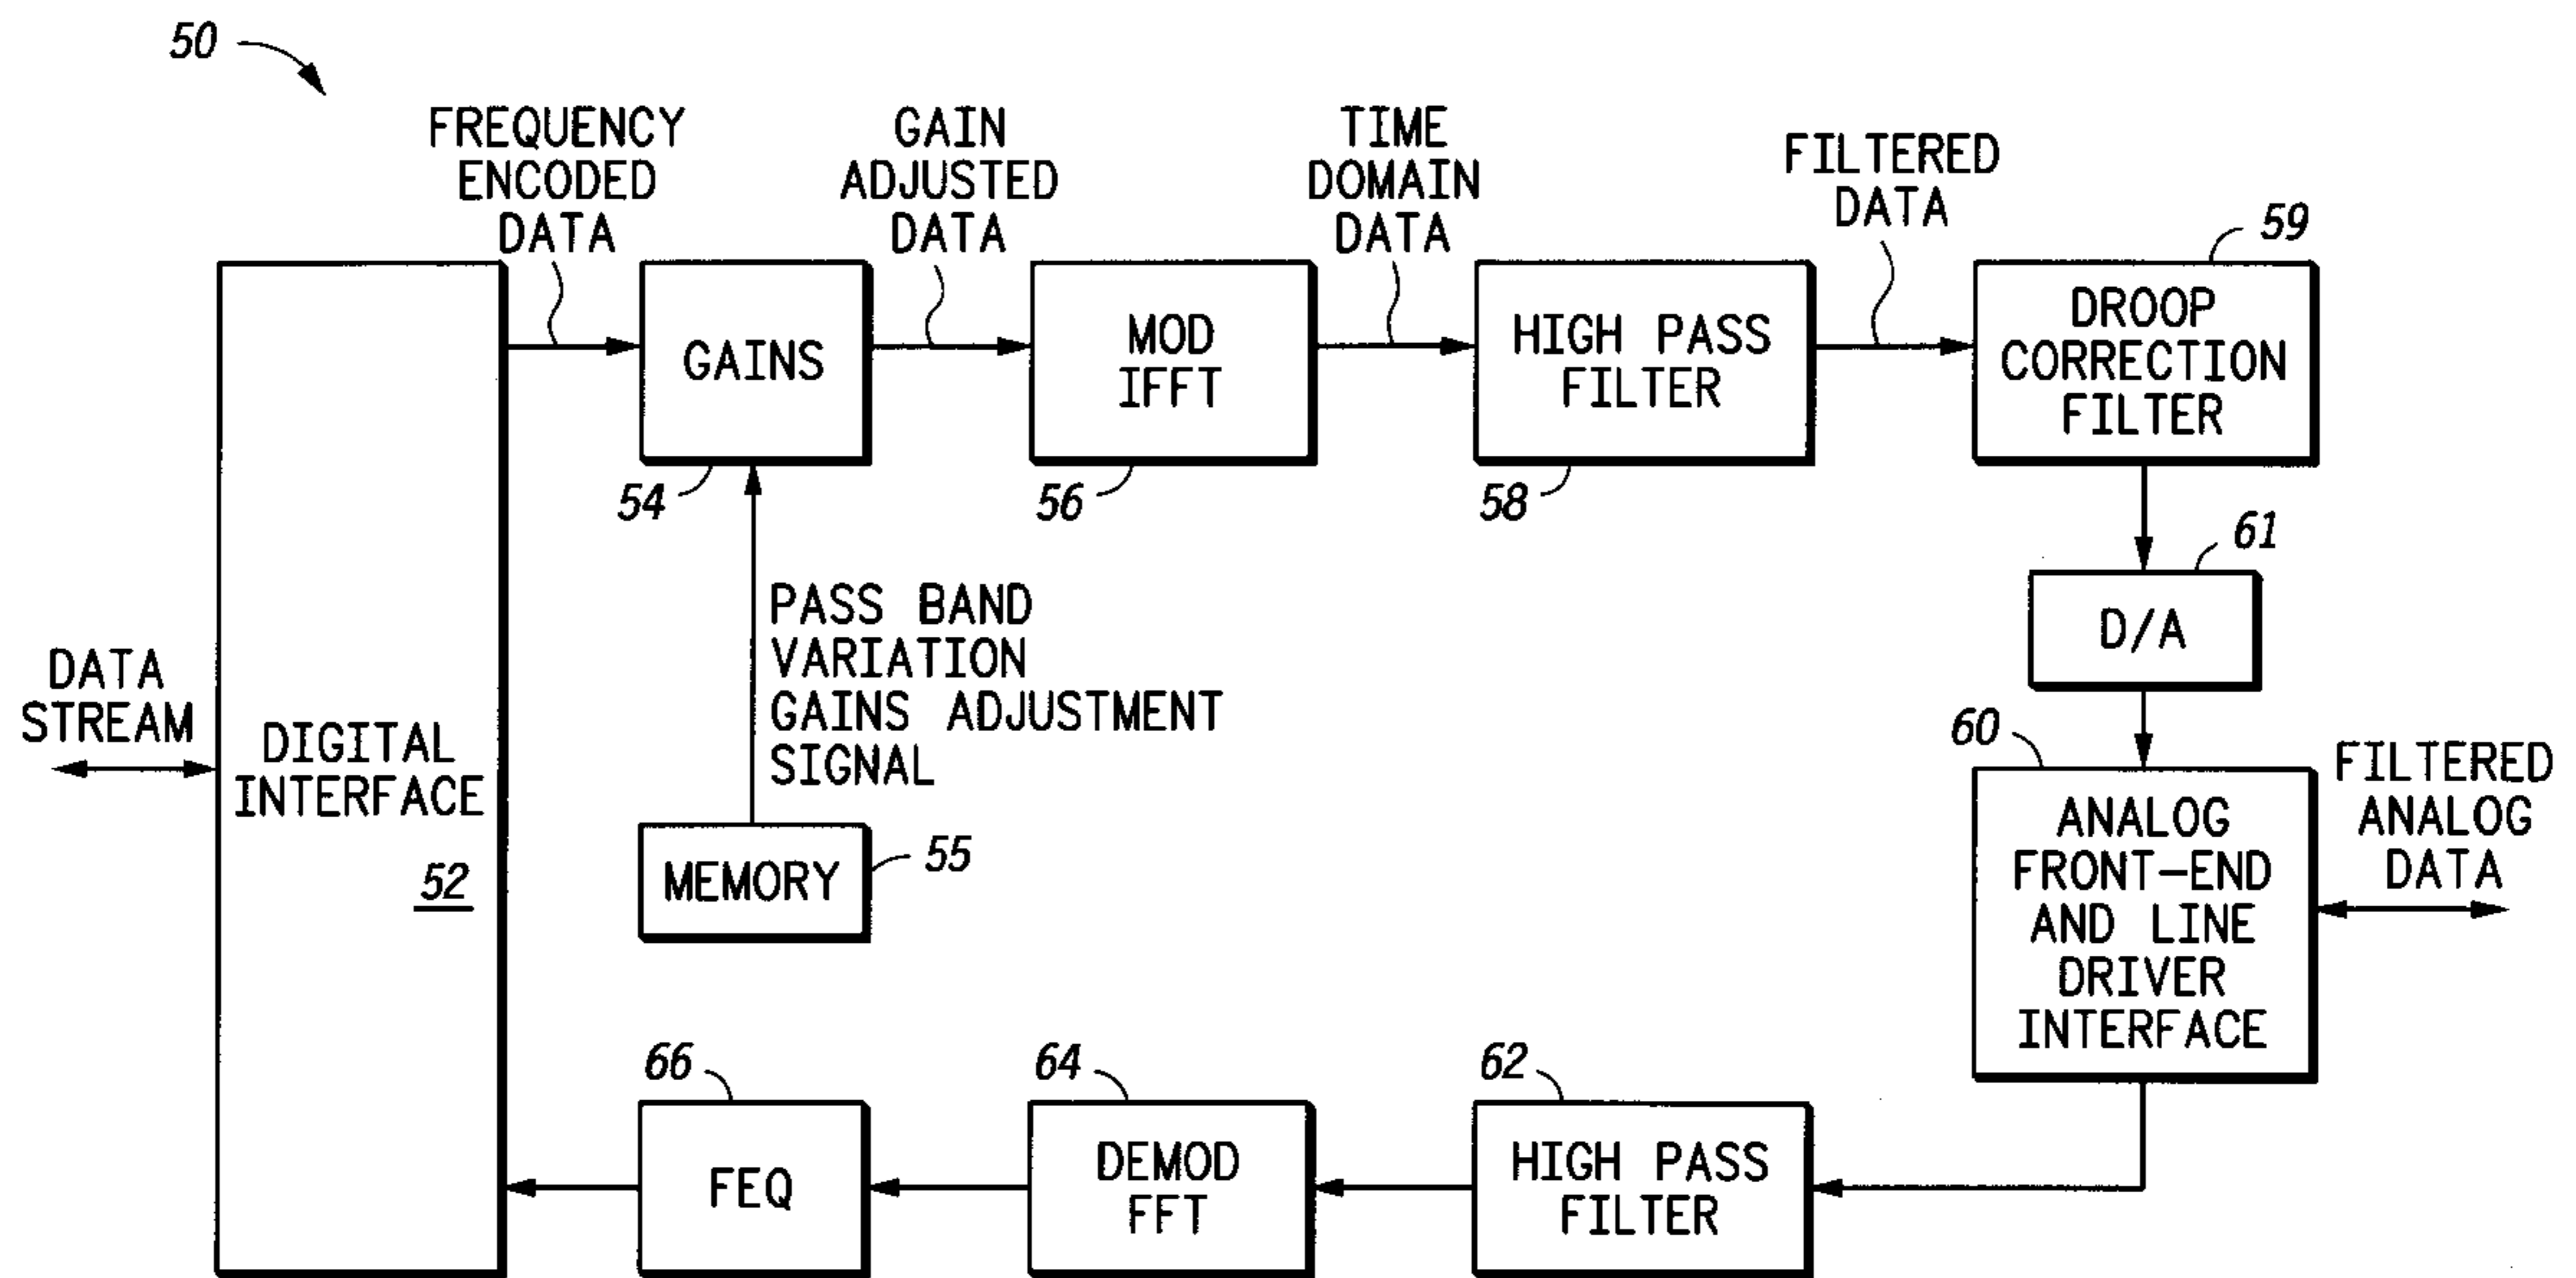 50
FREQUENCY
ENCODED
DATA
GAIN
ADJUSTED
DATA
TIME
DOMAIN
DATA
FILTERED
DATA
59
GAINS
54
MOD
IFFT
56
HIGH PASS
FILTER
58
DROOP
CORRECTION
FILTER
61
D/A
PASS BAND
VARIATION
GAINS ADJUSTMENT
SIGNAL
DATA
STREAM
DIGITAL
INTERFACE
52
MEMORY
55
60
ANALOG
FRONT-END
AND LINE
DRIVER
INTERFACE
FILTERED
ANALOG
DATA
66
FEQ
64
DEMOD
FFT
62
HIGH PASS
FILTER